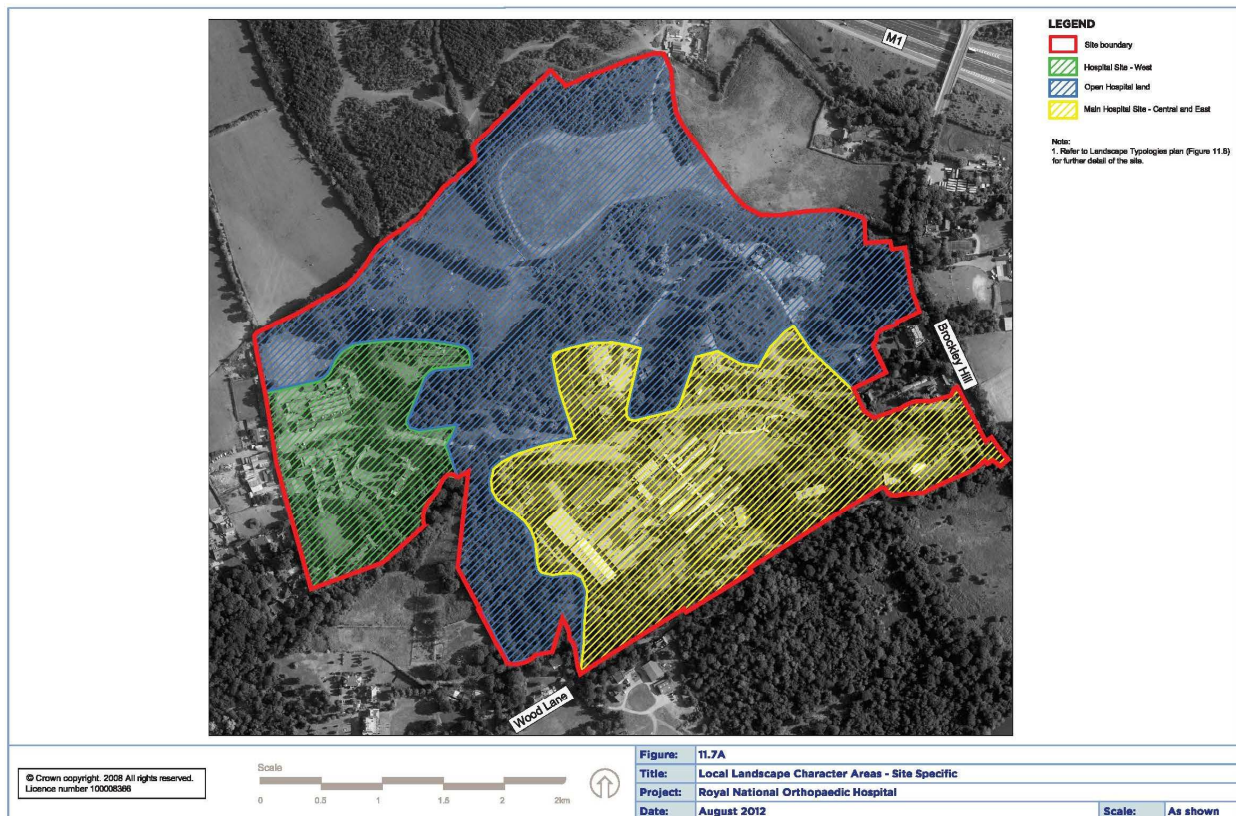 M1
Brockley Hill
Wood Lane
LEGEND
Site boundary
Hospital Site - West
Open Hospital land
Main Hospital Site - Central and East
Note:
1. Refer to Landscape Typologies plan (Figure 11.6)
for further detail of the site.
© Crown copyright. 2008 All rights reserved.
Licence number 100008366
Scale
0 0.5 1 1.5 2 2km
Figure: 11.7A
Title: Local Landscape Character Areas - Site Specific
Project: Royal National Orthopaedic Hospital
Date: August 2012 Scale: As shown